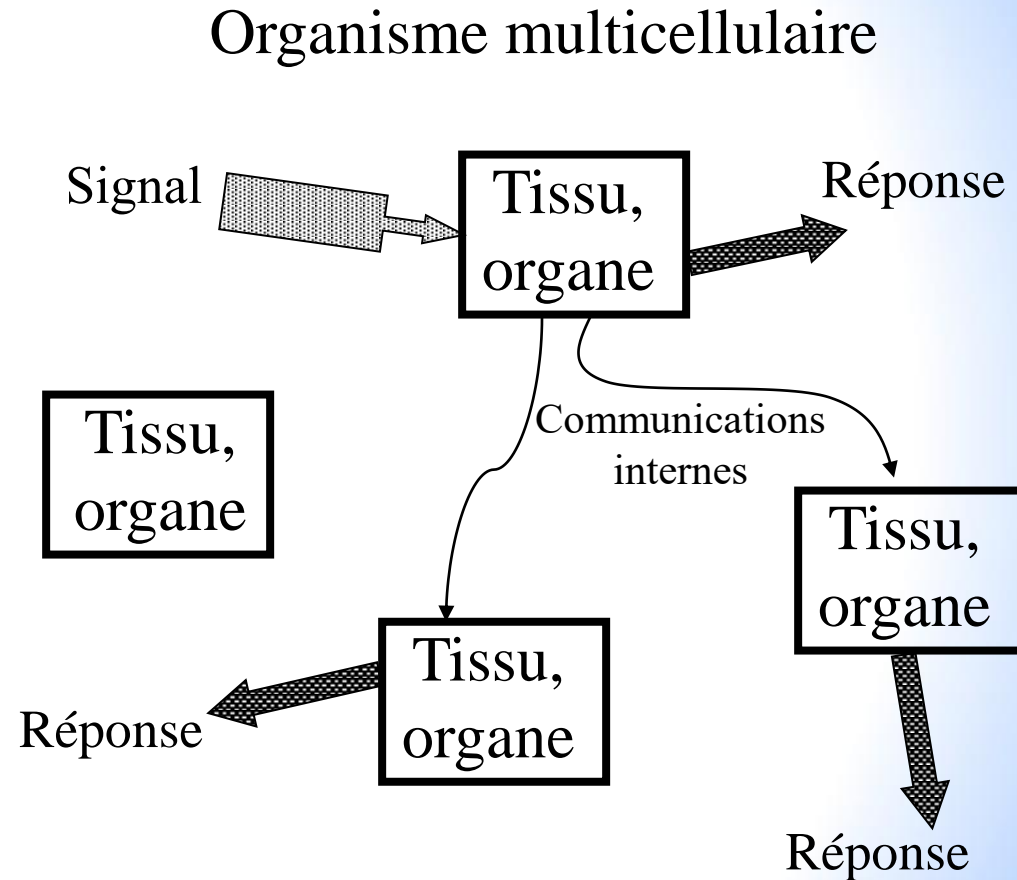 Organisme multicellulaire
Signal
Tissu,
organe
Réponse
Communications
internes
Tissu,
organe
Tissu,
organe
Tissu,
organe
Réponse
Réponse